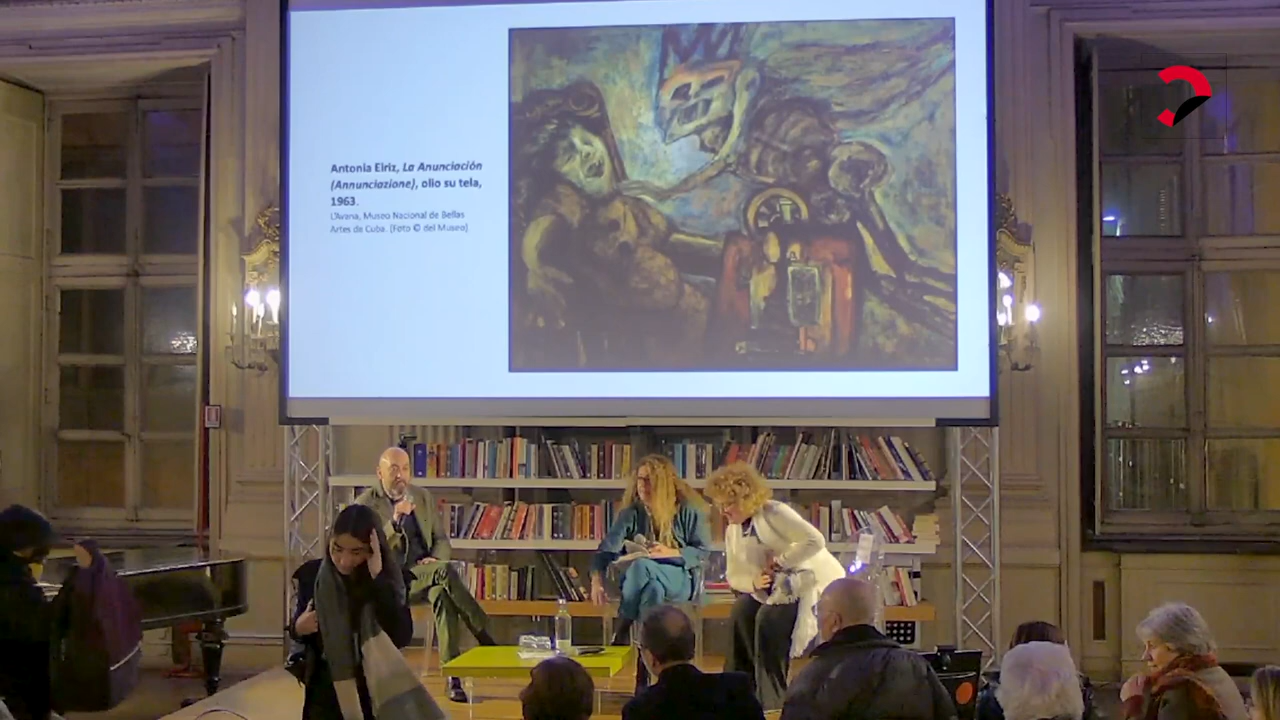 Antonia Eiriz, La Anunciación
(Annunciazione), olio su tela,
1963.
L'Avana, Museo Nacional de Bellas
Artes de Cuba. (Foto © del Museo)